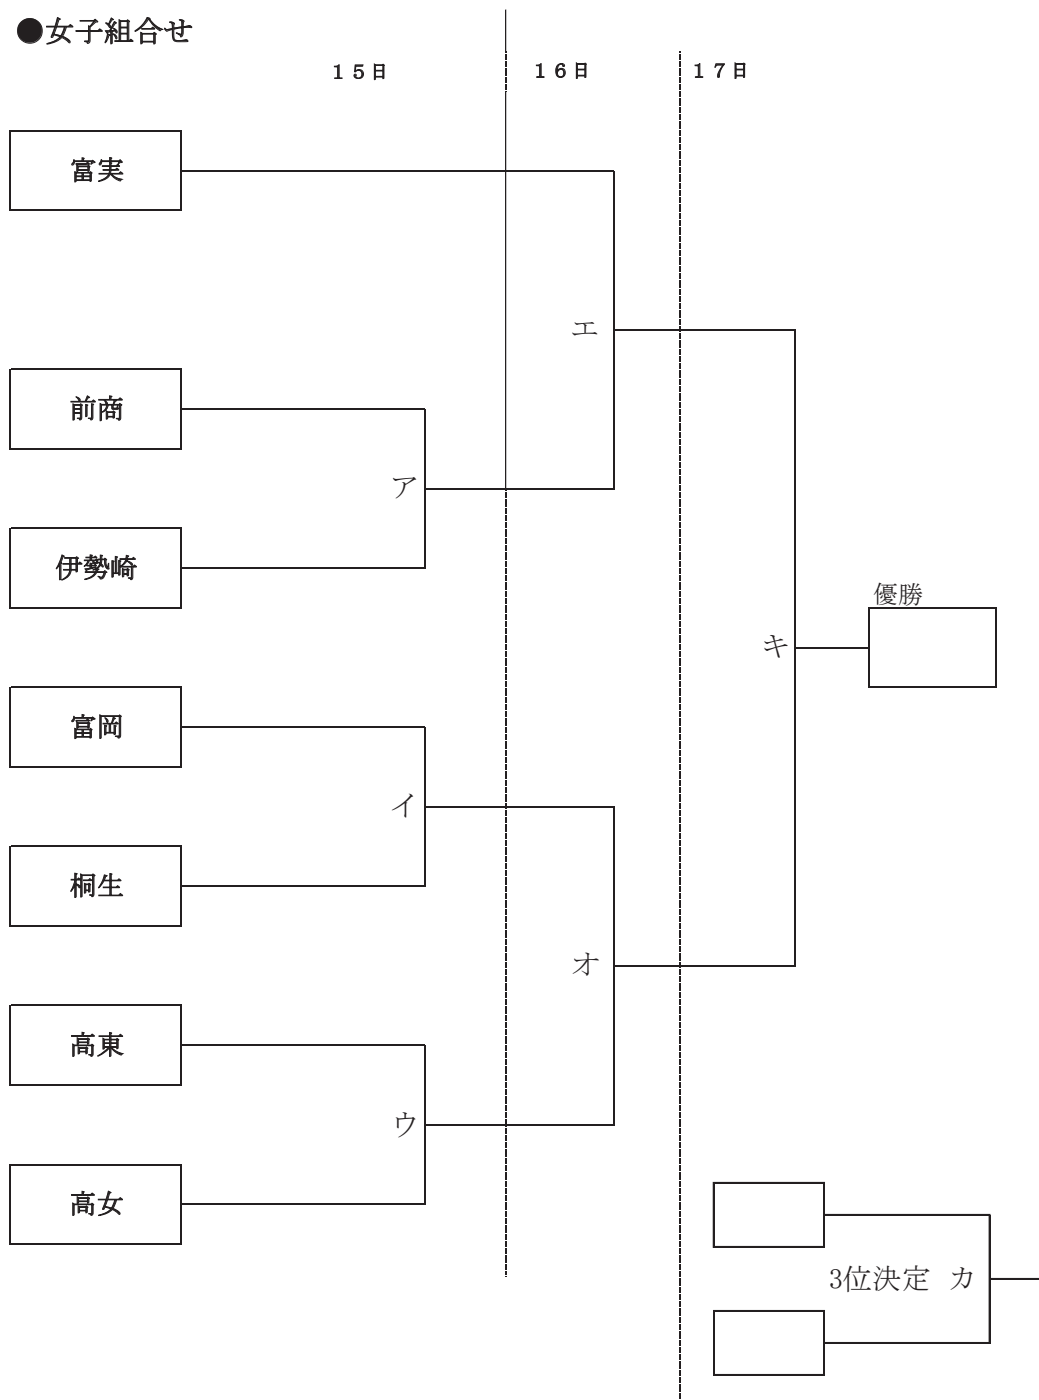 ●女子組合せ
１５日
１６日
１７日
富実
エ
前商
ア
伊勢崎
優勝
キ
富岡
イ
桐生
オ
高東
ウ
高女
3位決定 カ